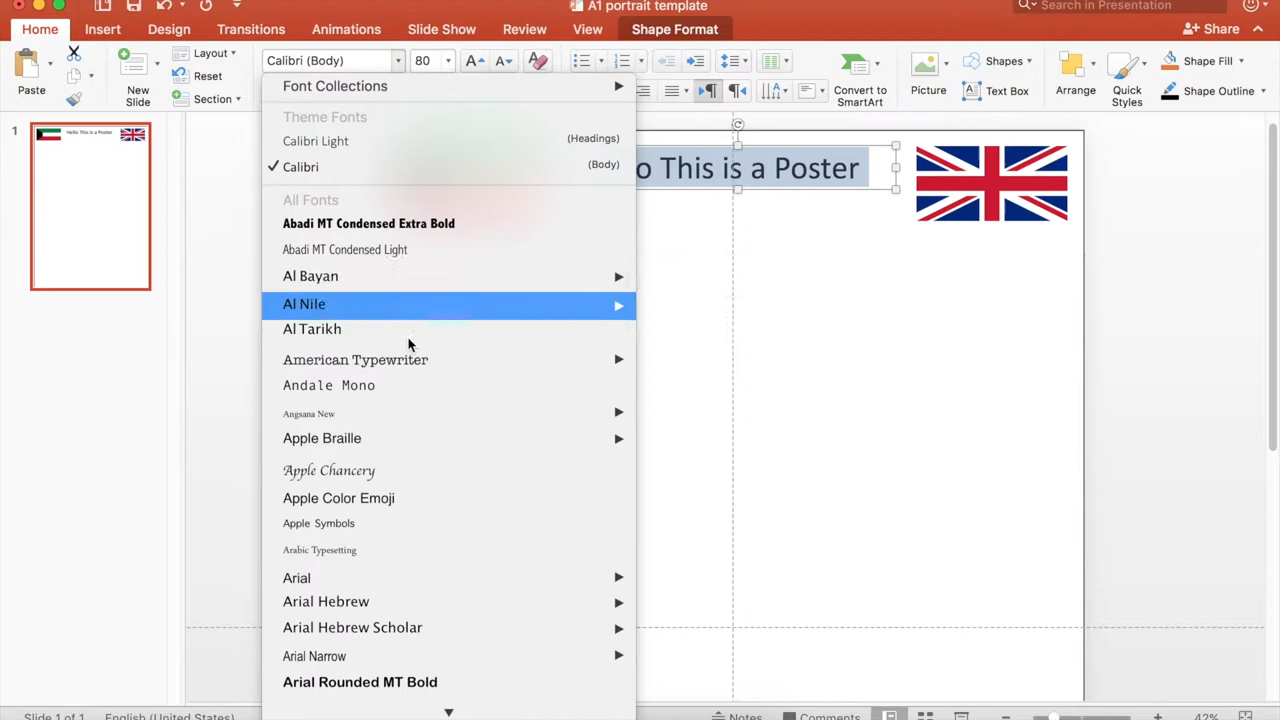 A1 portrait template
Search in Presentation
Home Insert Design Transitions Animations Slide Show Review View Shape Format Share
Paste
New Slide
Layout
Reset
Section
Calibri (Body) 80
Convert to SmartArt
Picture
Shapes
Text Box
Arrange
Quick Styles
Shape Fill
Shape Outline
Font Collections
Theme Fonts
Calibri Light (Headings)
Calibri (Body)
All Fonts
Abadi MT Condensed Extra Bold
Abadi MT Condensed Light
Al Bayan
Al Nile
Al Tarikh
American Typewriter
Andale Mono
Angsana New
Apple Braille
Apple Chancery
Apple Color Emoji
Apple Symbols
Arabic Typesetting
Arial
Arial Hebrew
Arial Hebrew Scholar
Arial Narrow
Arial Rounded MT Bold
1
Hello This is a Poster
o This is a Poster
Slide 1 of 1 English (United States) Notes Comments 42%